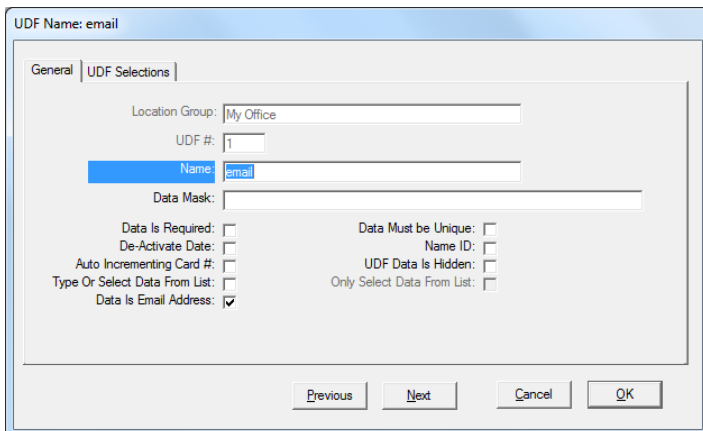 UDF Name: email
General UDF Selections
Location Group: My Office
UDF #: 1
Name: email
Data Mask:
Data Is Required: Data Must be Unique:
De-Activate Date: Name ID:
Auto Incrementing Card #: UDF Data Is Hidden:
Type Or Select Data From List: Only Select Data From List:
Data Is Email Address:
Previous Next Cancel OK